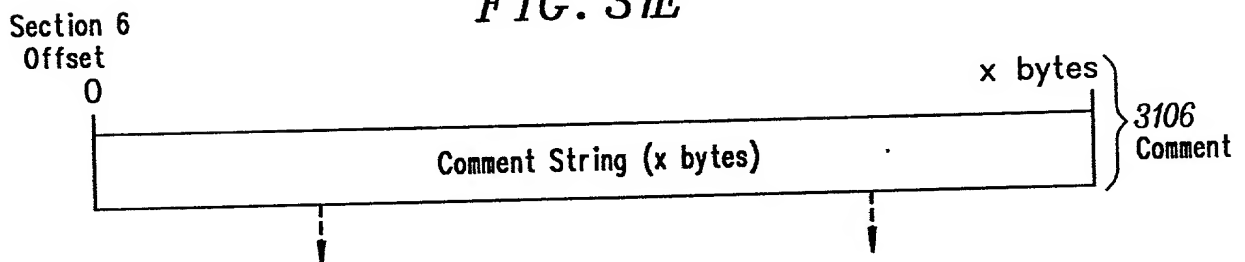 FIG. 31E
Section 6
Offset
0
x bytes
Comment String (x bytes)
3106
Comment